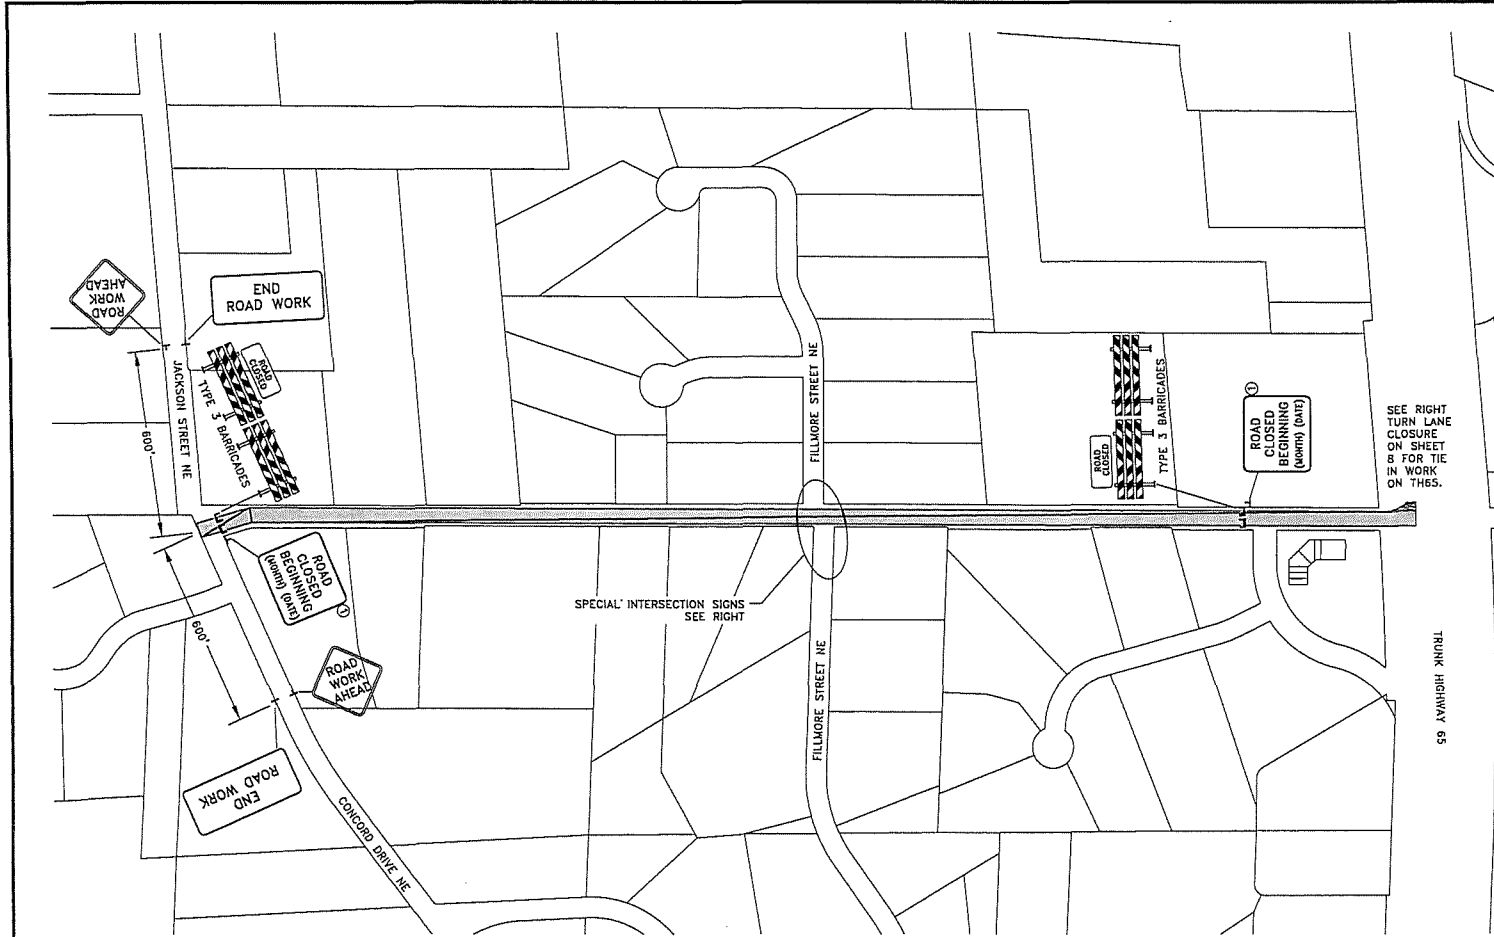 ROAD
WORK
AHEAD
END
ROAD WORK
JACKSON STREET NE
600'
ROAD
CLOSED
TYPE 3 BARRICADES
ROAD
CLOSED
BEGINNING
(MONTH) (DATE)
1
600'
ROAD
WORK
AHEAD
END
ROAD WORK
CONCORD DRIVE NE
FILLMORE STREET NE
SPECIAL' INTERSECTION SIGNS
SEE RIGHT
FILLMORE STREET NE
ROAD
CLOSED
TYPE 3 BARRICADES
1
ROAD
CLOSED
BEGINNING
(MONTH) (DATE)
SEE RIGHT
TURN LANE
CLOSURE
ON SHEET
8 FOR TIE
IN WORK
ON TH65.
TRUNK HIGHWAY 65